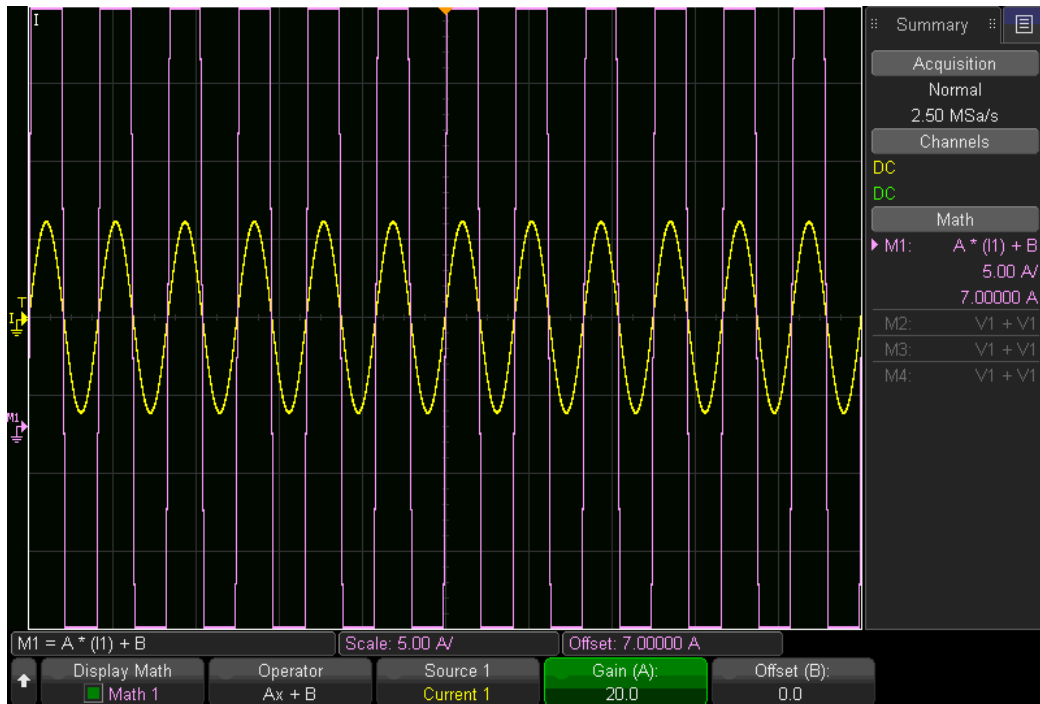 I
Summary
Acquisition
Normal
2.50 MSa/s
Channels
DC
DC
Math
M1: A * (I1) + B
5.00 A/
7.00000 A
M2: V1 + V1
M3: V1 + V1
M4: V1 + V1
T
I
M1
M1 = A * (I1) + B Scale: 5.00 A/ Offset: 7.00000 A
Display Math Operator Source 1 Gain (A): Offset (B):
Math 1 Ax + B Current 1 20.0 0.0